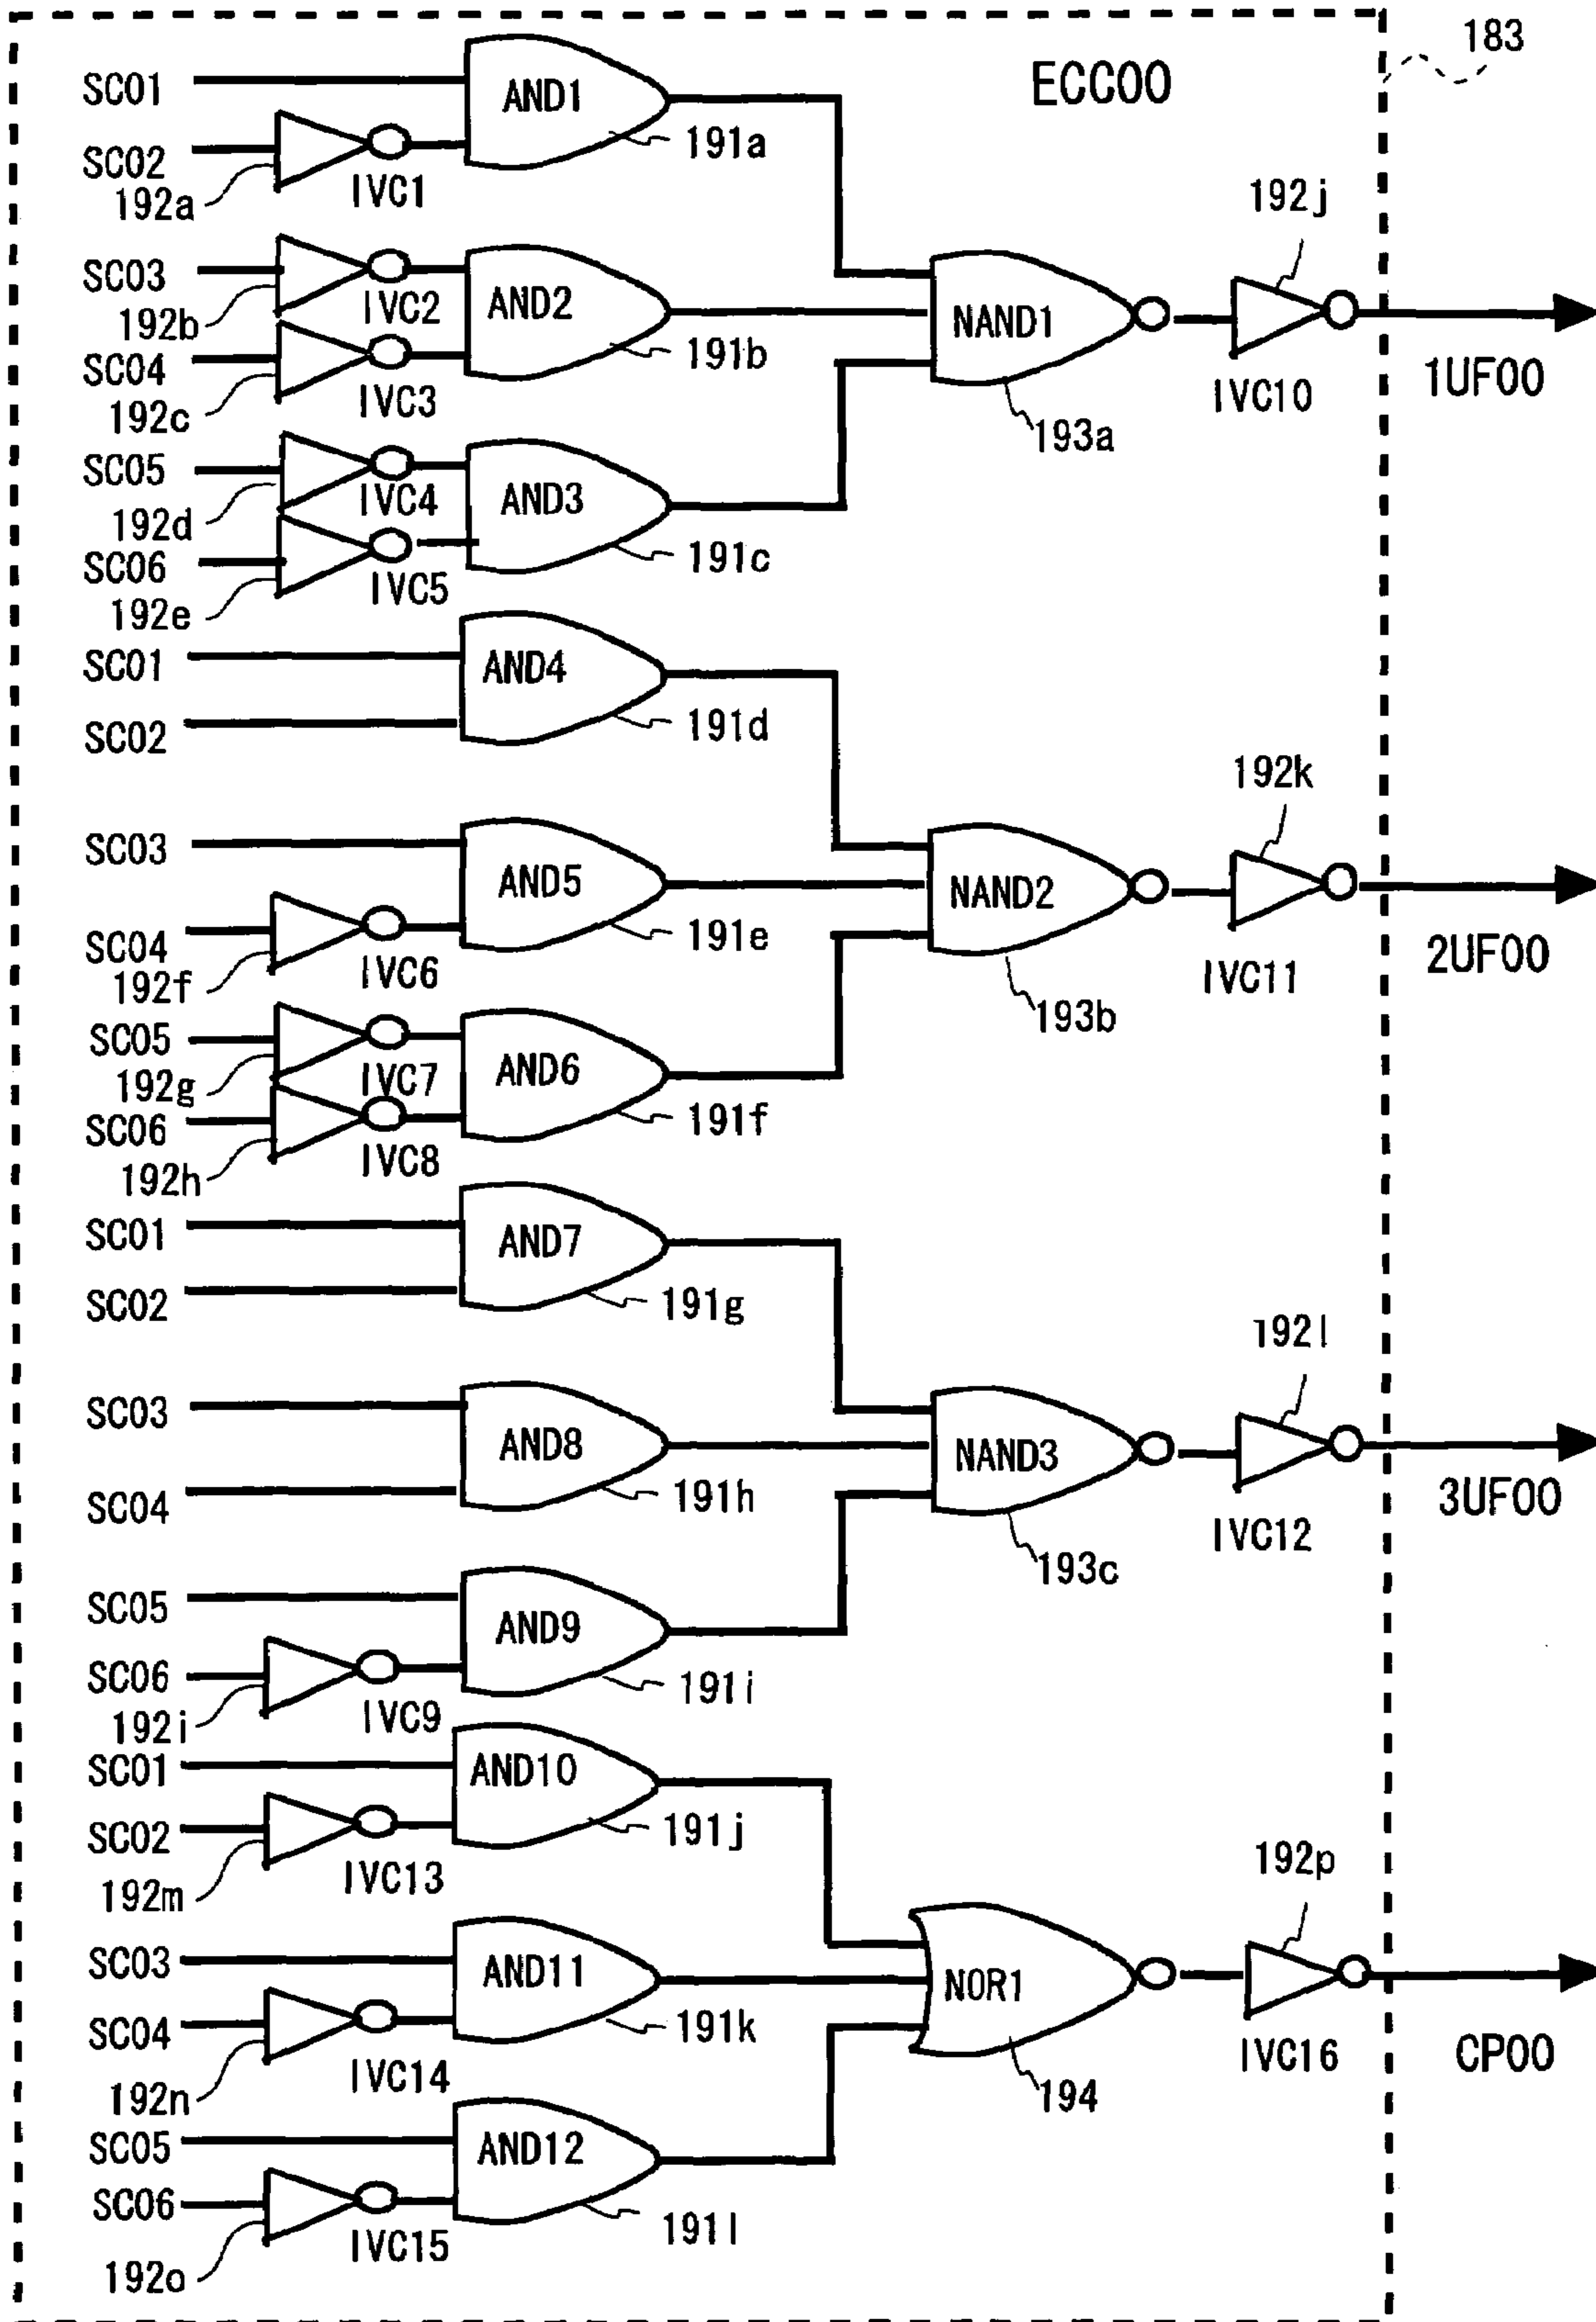 183
ECC00
SC01
AND1
191a
SC02
192a
IVC1
192j
SC03
192b
IVC2
AND2
NAND1
191b
SC04
192c
IVC3
IVC10
1UF00
193a
SC05
192d
IVC4
AND3
191c
SC06
192e
IVC5
SC01
AND4
191d
SC02
192k
SC03
AND5
NAND2
191e
SC04
192f
IVC6
IVC11
2UF00
193b
SC05
192g
IVC7
AND6
191f
SC06
192h
IVC8
SC01
AND7
191g
SC02
192l
SC03
AND8
NAND3
191h
SC04
IVC12
3UF00
193c
SC05
AND9
191i
SC06
192i
IVC9
SC01
AND10
191j
SC02
192m
IVC13
192p
SC03
AND11
NOR1
191k
SC04
192n
IVC14
IVC16
CP00
194
SC05
AND12
191l
SC06
192o
IVC15